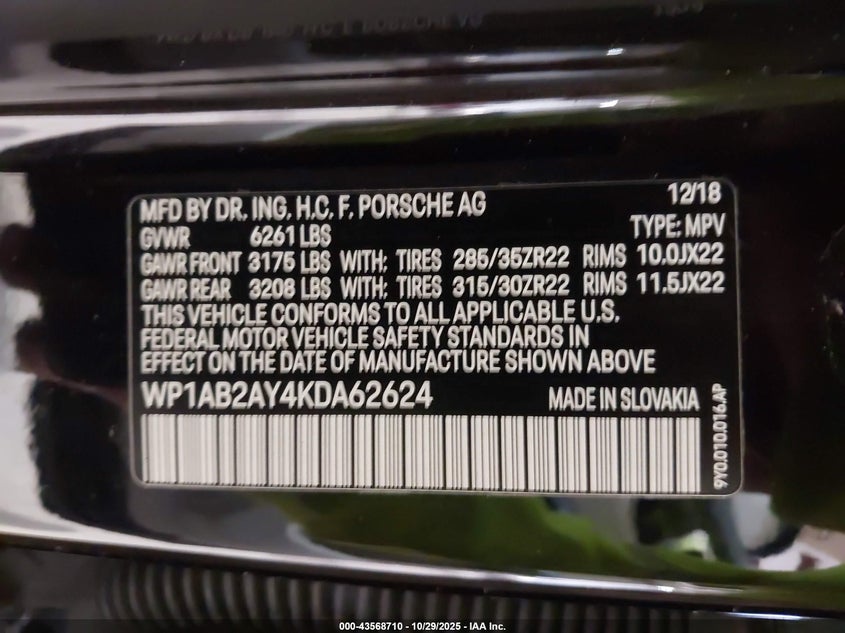 MFD BY DR. ING. H.C. F. PORSCHE AG 12/18
GVWR 6261 LBS TYPE: MPV
GAWR FRONT 3175 LBS WITH: TIRES 285/35ZR22 RIMS 10.0JX22
GAWR REAR 3208 LBS WITH: TIRES 315/30ZR22 RIMS 11.5JX22
THIS VEHICLE CONFORMS TO ALL APPLICABLE U.S.
FEDERAL MOTOR VEHICLE SAFETY STANDARDS IN
EFFECT ON THE DATE OF MANUFACTURE SHOWN ABOVE
WP1AB2AY4KDA62624 MADE IN SLOVAKIA
9Y0.010.016.AP
000-43568710 - 10/29/2025 - IAA Inc.